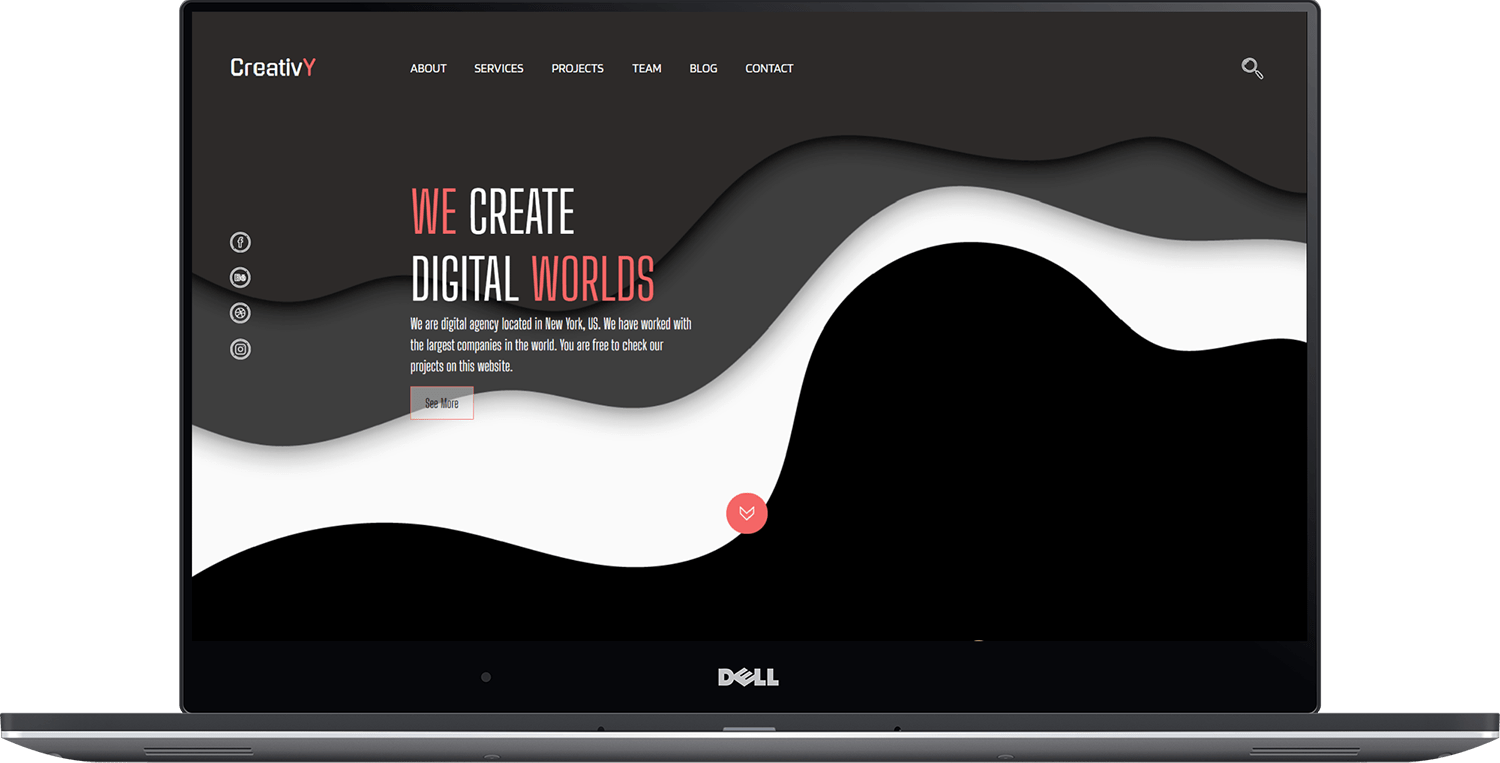 CreativY
ABOUT SERVICES PROJECTS TEAM BLOG CONTACT
WE CREATE
DIGITAL WORLDS
We are digital agency located in New York, US. We have worked with
the largest companies in the world. You are free to check our
projects on this website.
See More
DELL